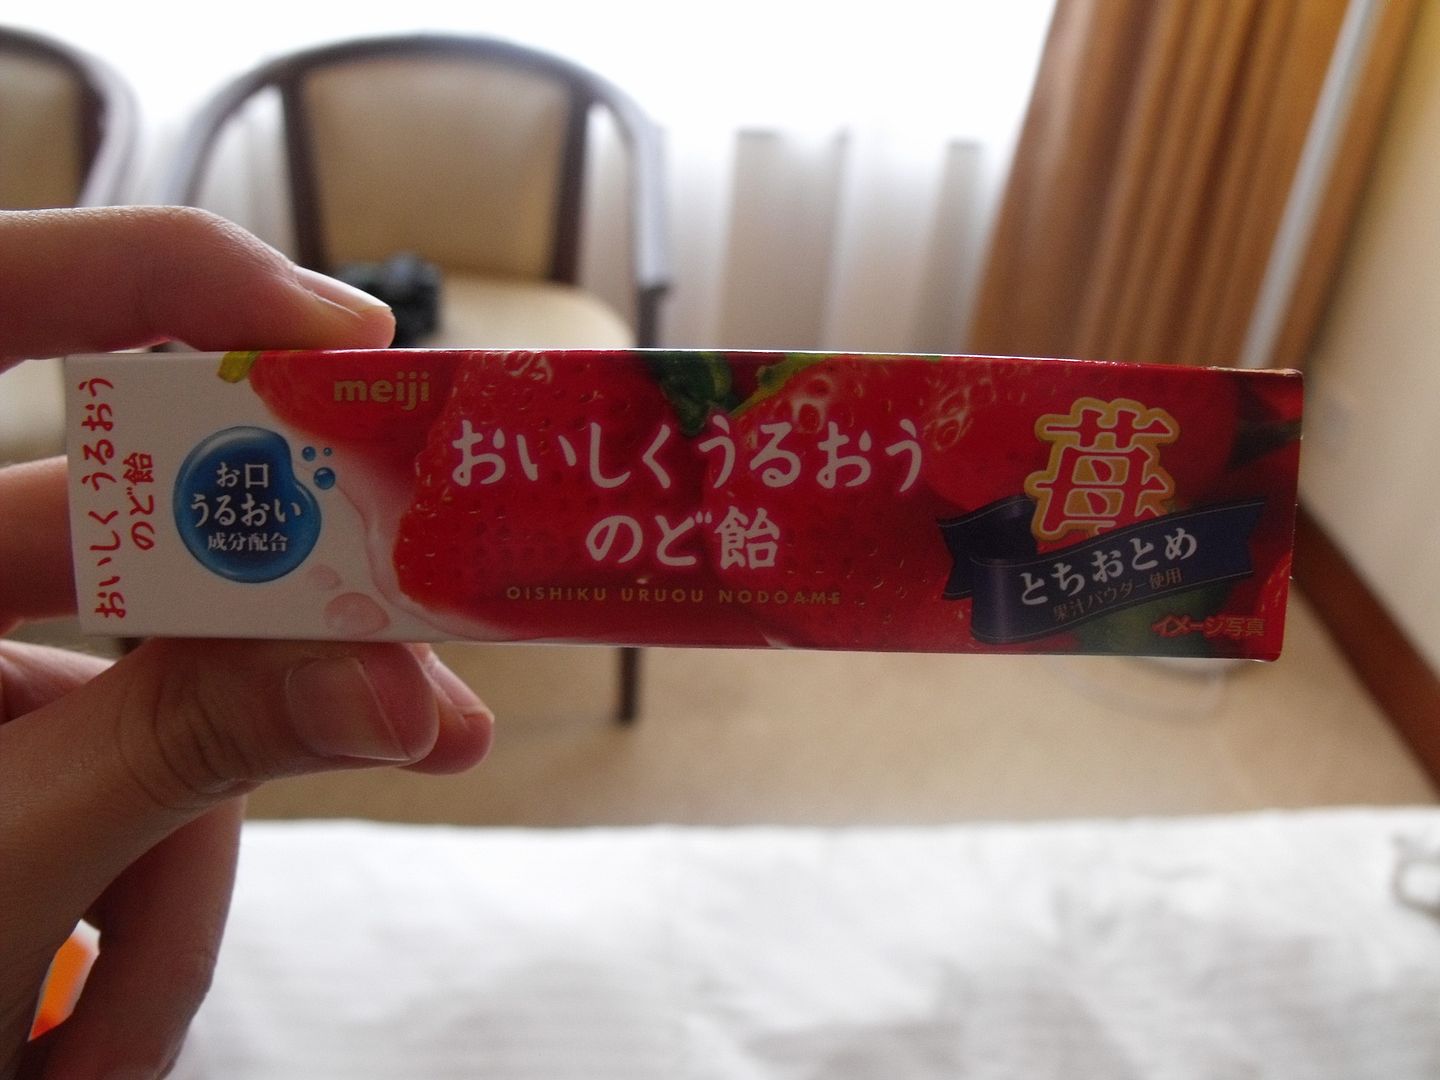 おいしくうるおう
のど飴
お口
うるおい
成分配合
meiji
おいしくうるおう
のど飴
OISHIKU URUOU NODOAME
苺
とちおとめ
果汁パウダー使用
イメージ写真